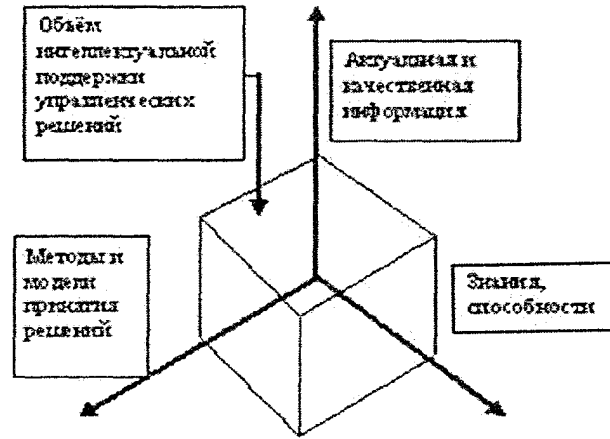 Объём
интеллектуальной
поддержки
управленческих
решений
Актуальная и
качественная
информация
Методы и
модели
принятия
решений
Знания,
способности